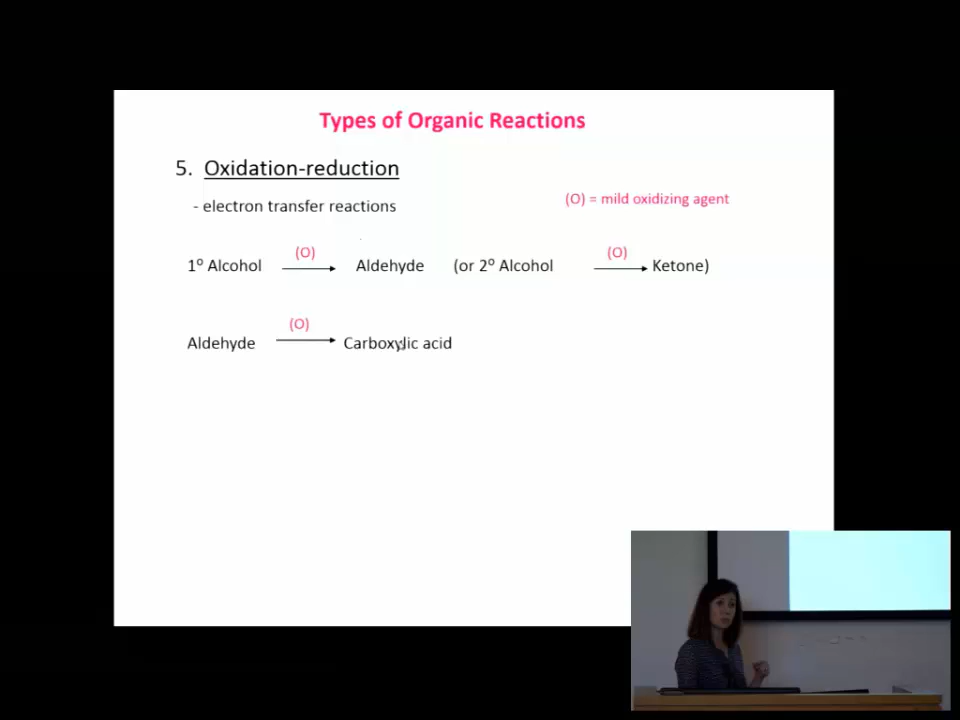 Types of Organic Reactions
5. Oxidation-reduction
- electron transfer reactions
(O) = mild oxidizing agent
(O) (O)
1º Alcohol Aldehyde (or 2º Alcohol Ketone)
(O)
Aldehyde Carboxylic acid